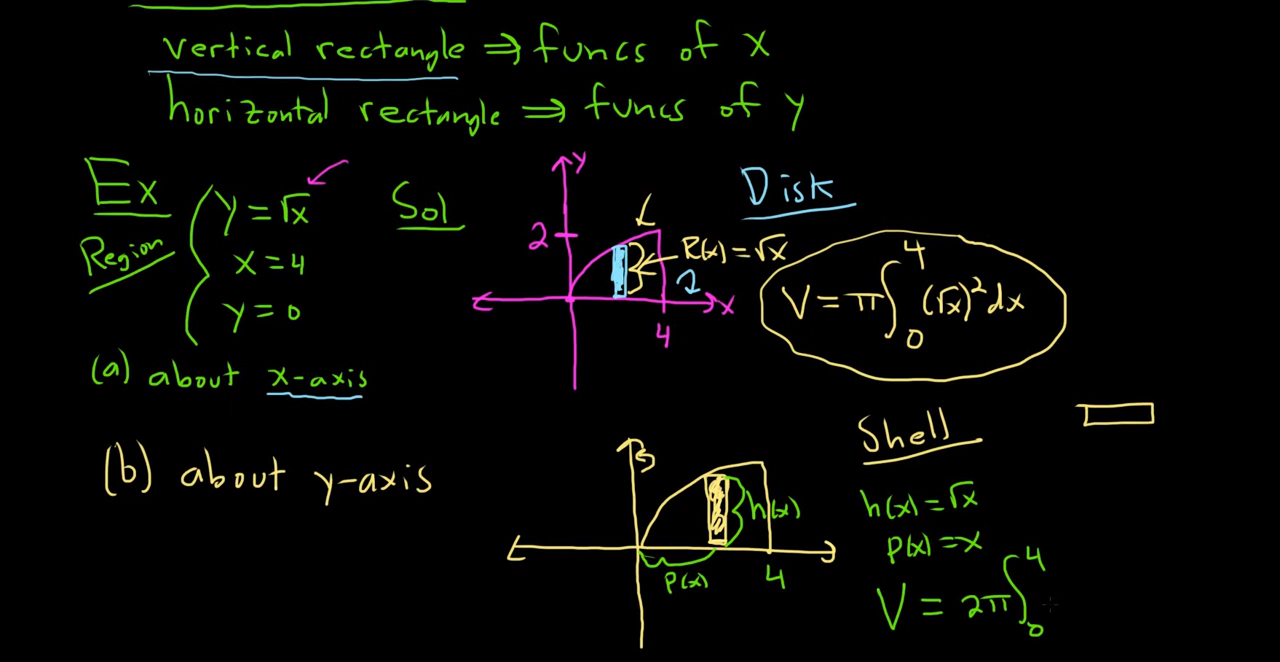 vertical rectangle ⇒ funcs of x
horizontal rectangle ⇒ funcs of y
Ex
Region
y = √x
x = 4
y = 0
Sol
y
2
R(x) = √x
2
x
4
Disk
V = π∫₀⁴ (√x)² dx
(a) about x-axis
(b) about y-axis
h(x)
p(x)
4
Shell
h(x) = √x
p(x) = x
V = 2π∫₀⁴